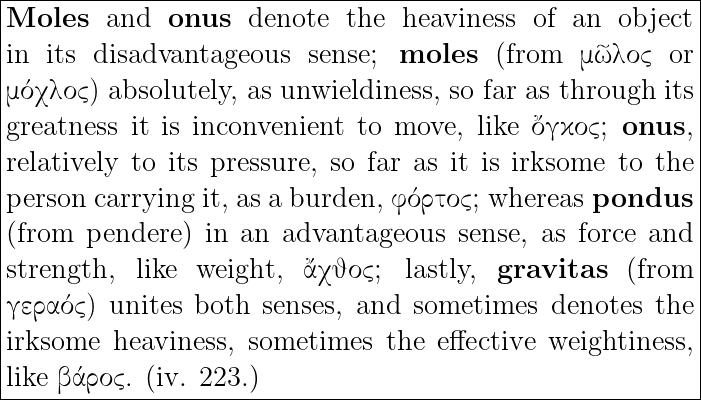 Moles and onus denote the heaviness of an object
in its disadvantageous sense; moles (from μῶλος or
μόχλος) absolutely, as unwieldiness, so far as through its
greatness it is inconvenient to move, like ὄγκος; onus,
relatively to its pressure, so far as it is irksome to the
person carrying it, as a burden, φόρτος; whereas pondus
(from pendere) in an advantageous sense, as force and
strength, like weight, ἄχθος; lastly, gravitas (from
γεραός) unites both senses, and sometimes denotes the
irksome heaviness, sometimes the effective weightiness,
like βάρος. (iv. 223.)